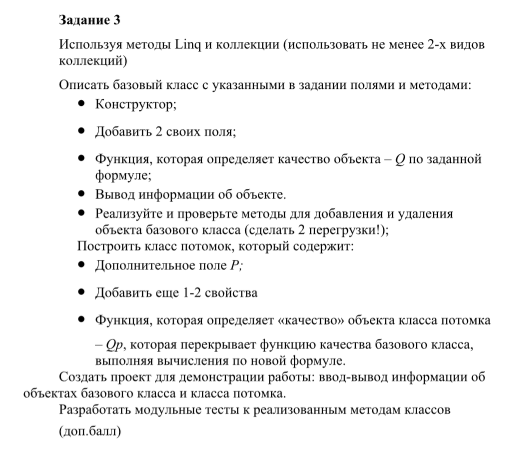 Задание 3
Используя методы Linq и коллекции (использовать не менее 2-х видов
коллекций)
Описать базовый класс с указанными в задании полями и методами:
• Конструктор;
• Добавить 2 своих поля;
• Функция, которая определяет качество объекта – Q по заданной
формуле;
• Вывод информации об объекте.
• Реализуйте и проверьте методы для добавления и удаления
объекта базового класса (сделать 2 перегрузки!);
Построить класс потомок, который содержит:
• Дополнительное поле P;
• Добавить еще 1-2 свойства
• Функция, которая определяет «качество» объекта класса потомка
– Qp, которая перекрывает функцию качества базового класса,
выполняя вычисления по новой формуле.
Создать проект для демонстрации работы: ввод-вывод информации об
объектах базового класса и класса потомка.
Разработать модульные тесты к реализованным методам классов
(доп.балл)